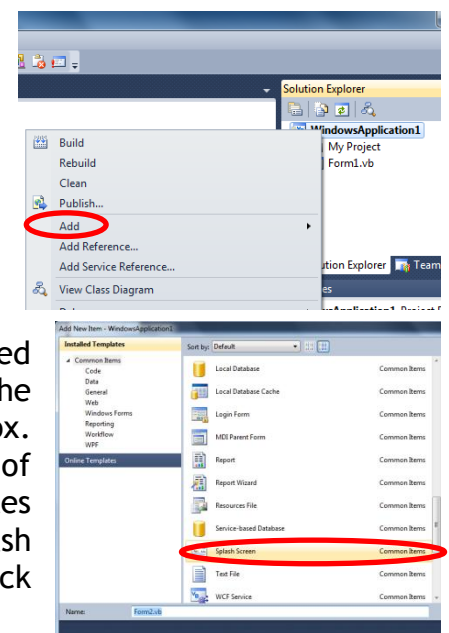 Solution Explorer
WindowsApplication1
My Project
Form1.vb
Build
Rebuild
Clean
Publish...
Add
Add Reference...
Add Service Reference...
View Class Diagram
ution Explorer Team
es
Add New Item - WindowsApplication1
Installed Templates
Common Items
Code
Data
General
Web
Windows Forms
Reporting
Workflow
WPF
Online Templates
Sort by: Default
Local Database Common Items
Local Database Cache Common Items
Login Form Common Items
MDI Parent Form Common Items
Report Common Items
Report Wizard Common Items
Resources File Common Items
Service-based Database Common Items
Splash Screen Common Items
Text File Common Items
WCF Service Common Items
Name: Form2.vb
ed
he
ox.
of
es
sh
ck